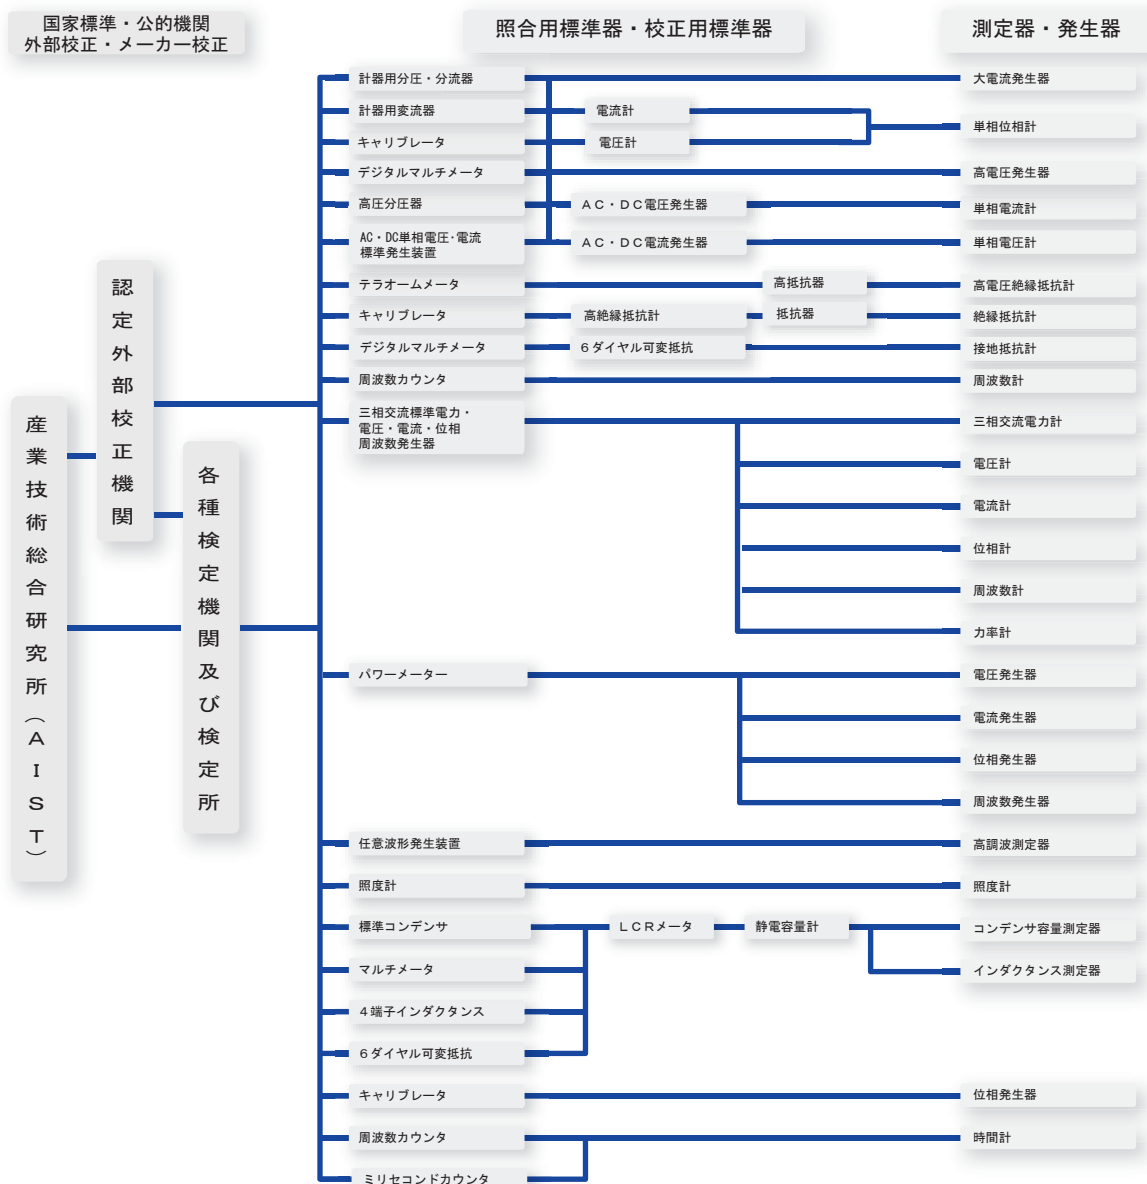 国家標準・公的機関
外部校正・メーカー校正
照合用標準器・校正用標準器
測定器・発生器
産業技術総合研究所（AIST）
認定外部校正機関
各種検定機関及び検定所
計器用分圧・分流器
大電流発生器
計器用変流器
電流計
単相位相計
キャリブレータ
電圧計
デジタルマルチメータ
高電圧発生器
高圧分圧器
ＡＣ・ＤＣ電圧発生器
単相電流計
AC・DC単相電圧・電流
標準発生装置
ＡＣ・ＤＣ電流発生器
単相電圧計
テラオームメータ
高抵抗器
高電圧絶縁抵抗計
キャリブレータ
高絶縁抵抗計
抵抗器
絶縁抵抗計
デジタルマルチメータ
６ダイヤル可変抵抗
接地抵抗計
周波数カウンタ
周波数計
三相交流標準電力・
電圧・電流・位相
周波数発生器
三相交流電力計
電圧計
電流計
位相計
周波数計
力率計
パワーメーター
電圧発生器
電流発生器
位相発生器
周波数発生器
任意波形発生装置
高調波測定器
照度計
照度計
標準コンデンサ
ＬＣＲメータ
静電容量計
コンデンサ容量測定器
マルチメータ
インダクタンス測定器
４端子インダクタンス
６ダイヤル可変抵抗
キャリブレータ
位相発生器
周波数カウンタ
時間計
ミリセコンドカウンタ